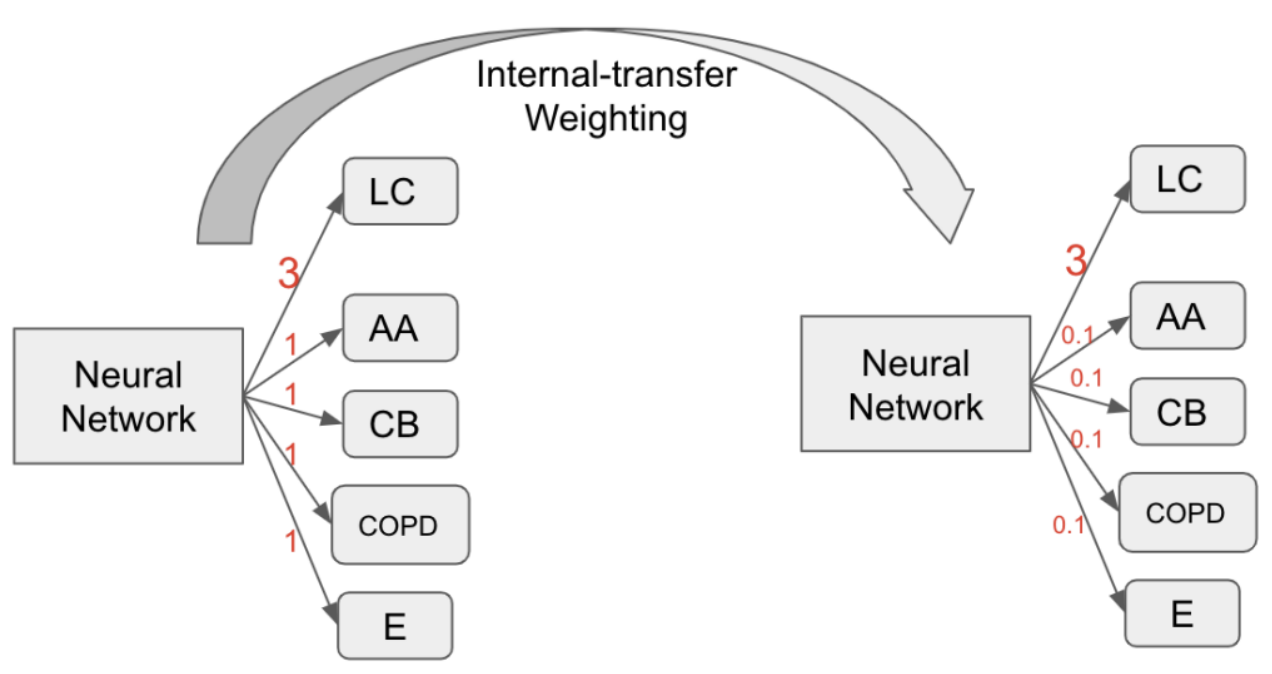 Internal-transfer
Weighting
LC
3
AA
1
CB
1
Neural
Network
1
COPD
1
E
LC
3
AA
0.1
CB
0.1
Neural
Network
0.1
COPD
0.1
E